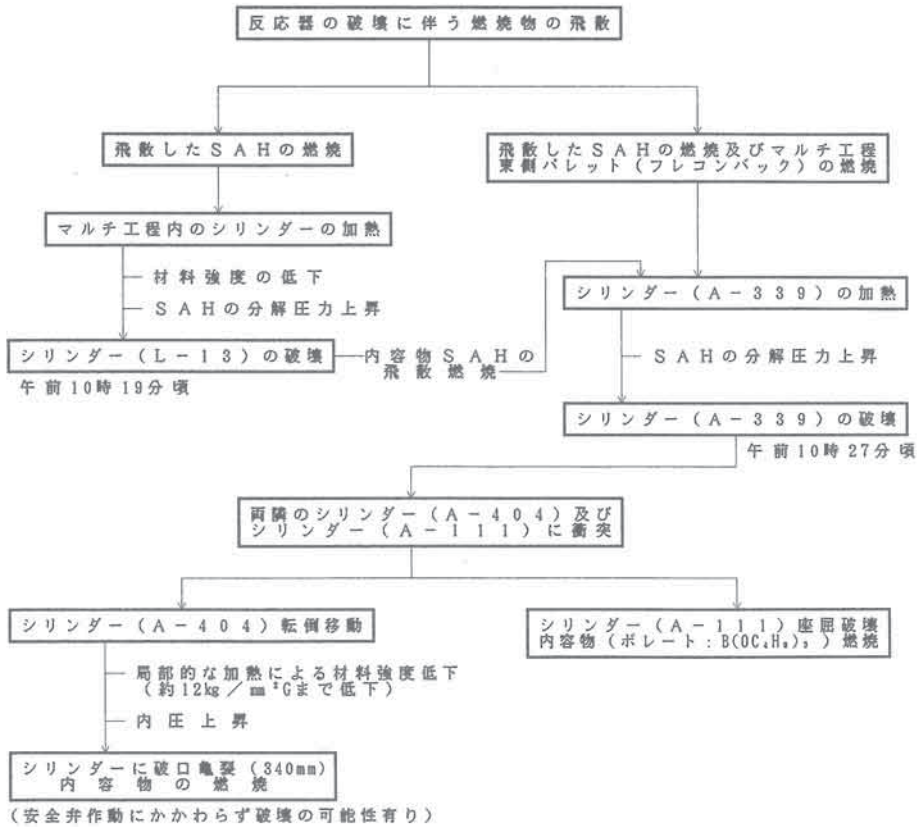 反応器の破壊に伴う燃焼物の飛散
飛散したSAHの燃焼
飛散したSAHの燃焼及びマルチ工程
東側パレット(フレコンバック)の燃焼
マルチ工程内のシリンダーの加熱
材料強度の低下
SAHの分解圧力上昇
シリンダー(A-339)の加熱
シリンダー(L-13)の破壊
内容物SAHの
飛散燃焼
SAHの分解圧力上昇
午前10時19分頃
シリンダー(A-339)の破壊
午前10時27分頃
両隣のシリンダー(A-404)及び
シリンダー(A-111)に衝突
シリンダー(A-404)転倒移動
シリンダー(A-111)座屈破壊
内容物(ボレート:B(OC₄H₉)₃)燃焼
局部的な加熱による材料強度低下
(約12kg/mm²Gまで低下)
内圧上昇
シリンダーに破口亀裂(340mm)
内容物の燃焼
(安全弁作動にかかわらず破壊の可能性有り)